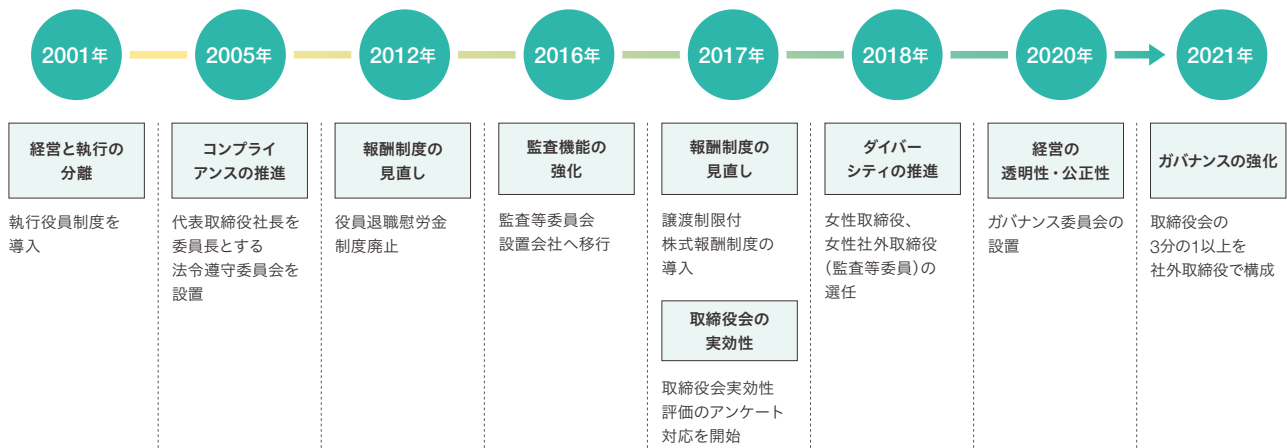 2001年
2005年
2012年
2016年
2017年
2018年
2020年
2021年
経営と執行の
分離
執行役員制度を
導入
コンプライ
アンスの推進
代表取締役社長を
委員長とする
法令遵守委員会を
設置
報酬制度の
見直し
役員退職慰労金
制度廃止
監査機能の
強化
監査等委員会
設置会社へ移行
報酬制度の
見直し
譲渡制限付
株式報酬制度の
導入
取締役会の
実効性
取締役会実効性
評価のアンケート
対応を開始
ダイバー
シティの推進
女性取締役、
女性社外取締役
(監査等委員)の
選任
経営の
透明性・公正性
ガバナンス委員会の
設置
ガバナンスの強化
取締役会の
3分の1以上を
社外取締役で構成